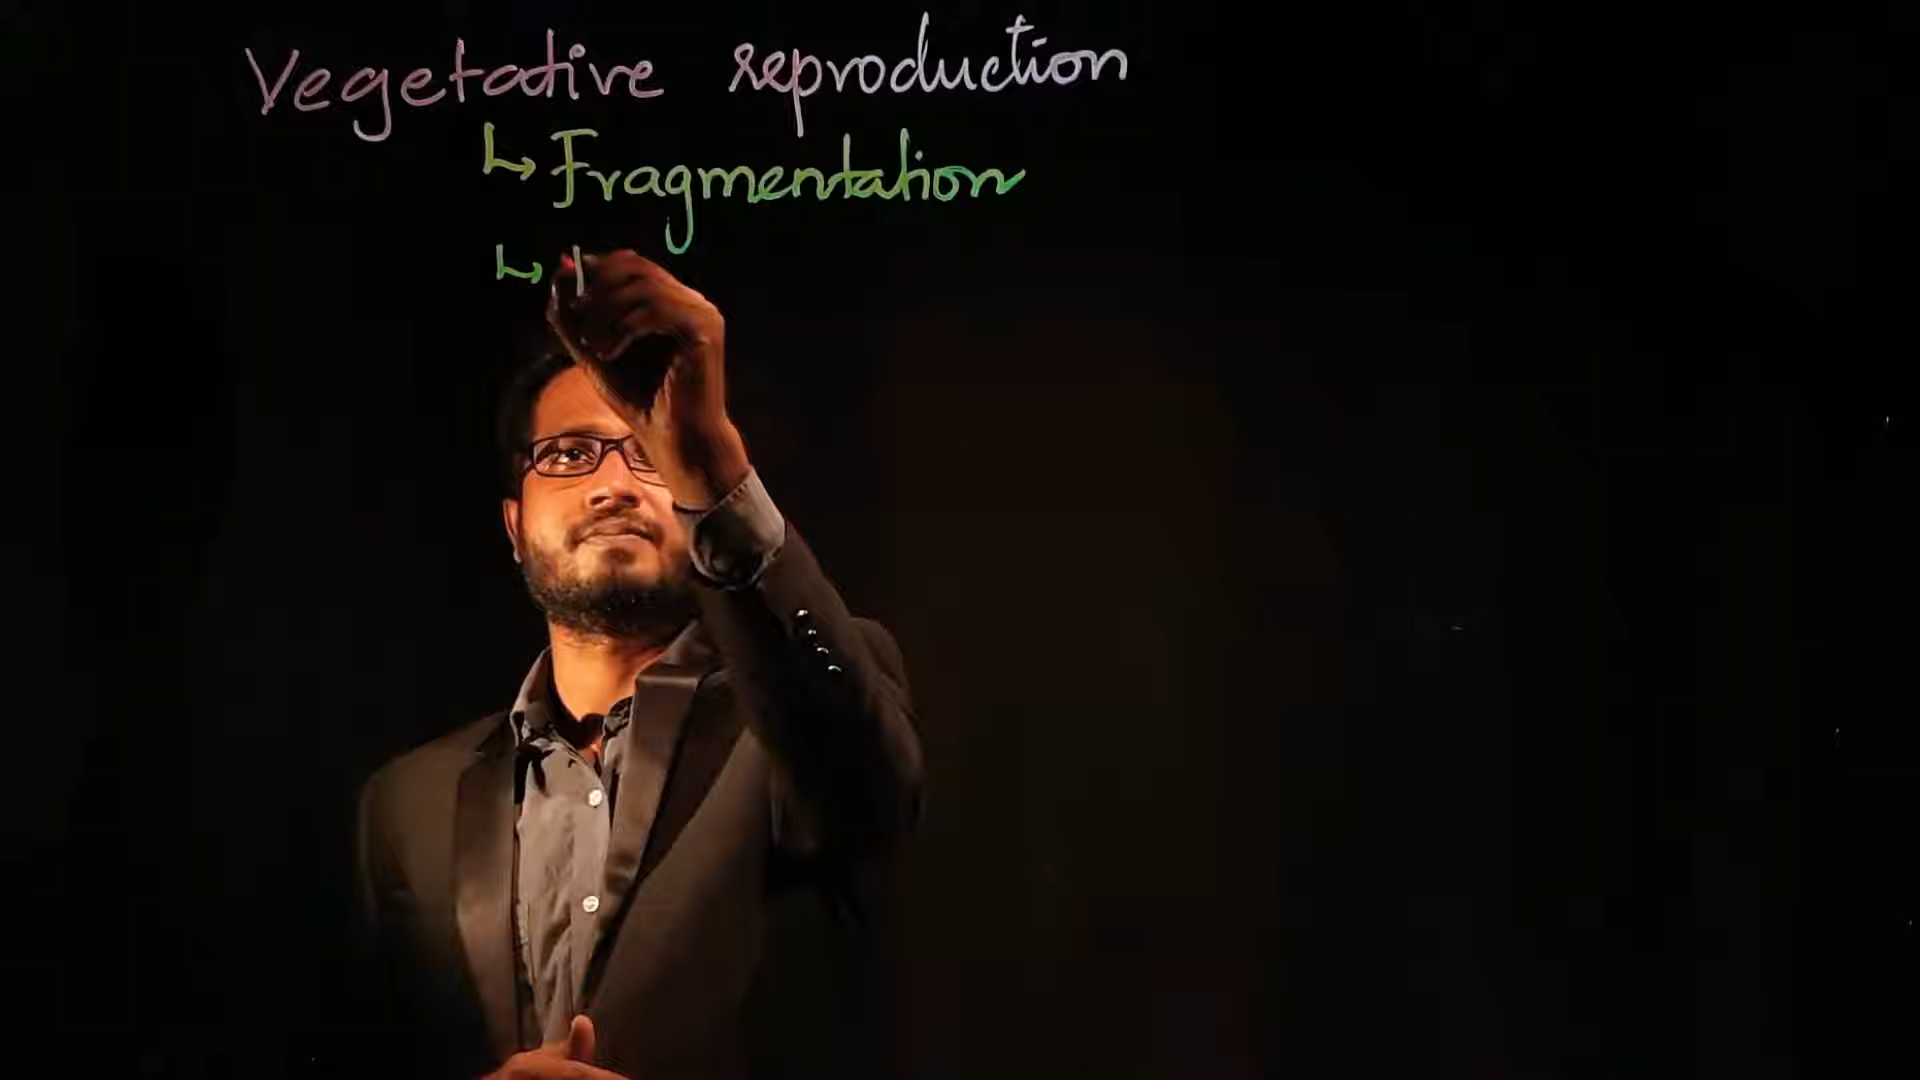 Vegetative reproduction
↳ Fragmentation
↳